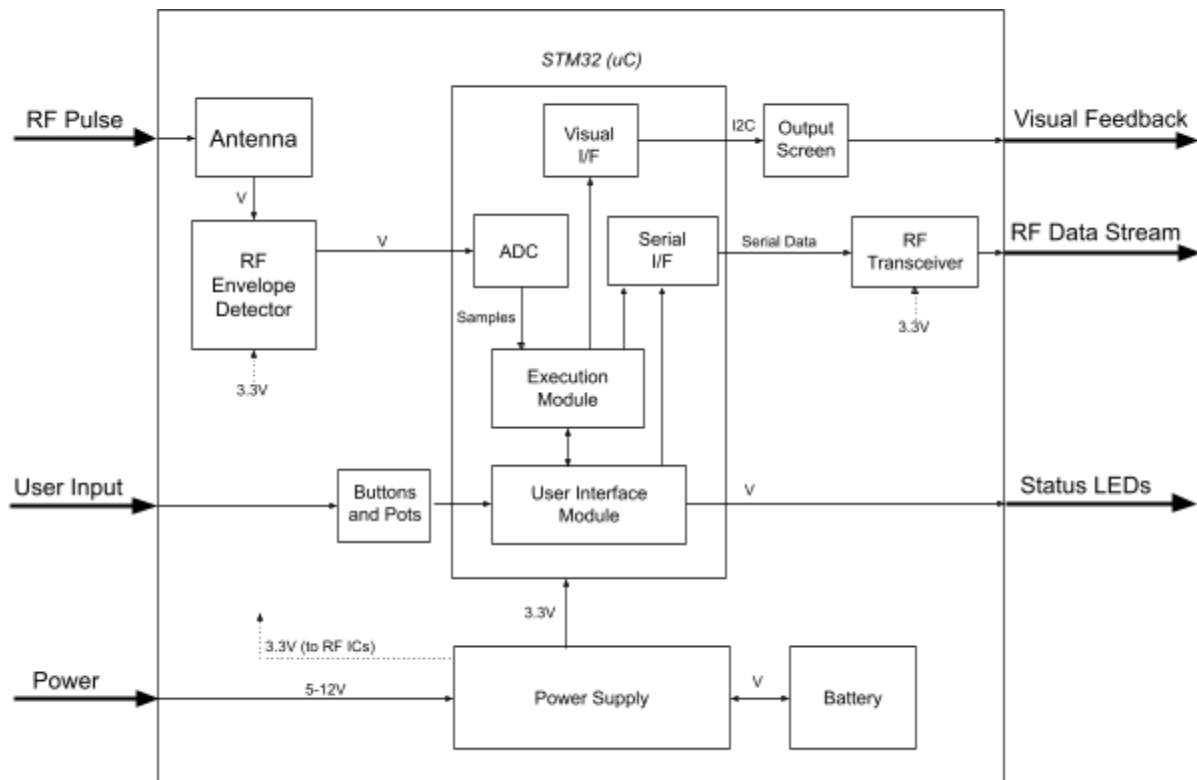 STM32 (uC)
RF Pulse
Antenna
Visual
I/F
I2C
Output
Screen
Visual Feedback
V
RF
Envelope
Detector
V
ADC
Serial
I/F
Serial Data
RF
Transceiver
RF Data Stream
Samples
3.3V
3.3V
Execution
Module
User Input
Buttons
and Pots
User Interface
Module
V
Status LEDs
3.3V
3.3V (to RF ICs)
Power
5-12V
Power Supply
V
Battery